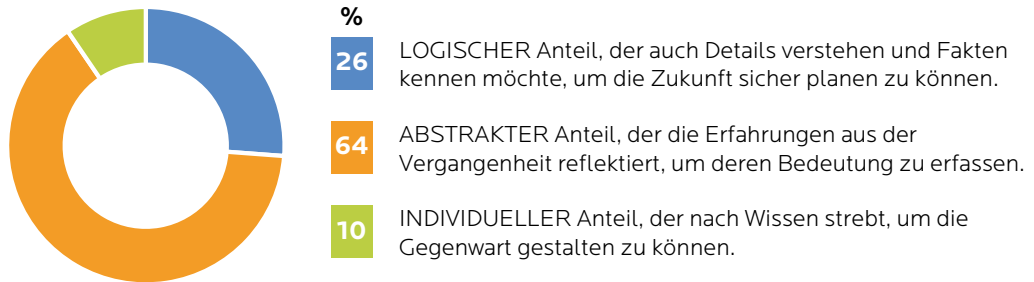 %
26
LOGISCHER Anteil, der auch Details verstehen und Fakten
kennen möchte, um die Zukunft sicher planen zu können.
64
ABSTRAKTER Anteil, der die Erfahrungen aus der
Vergangenheit reflektiert, um deren Bedeutung zu erfassen.
10
INDIVIDUELLER Anteil, der nach Wissen strebt, um die
Gegenwart gestalten zu können.